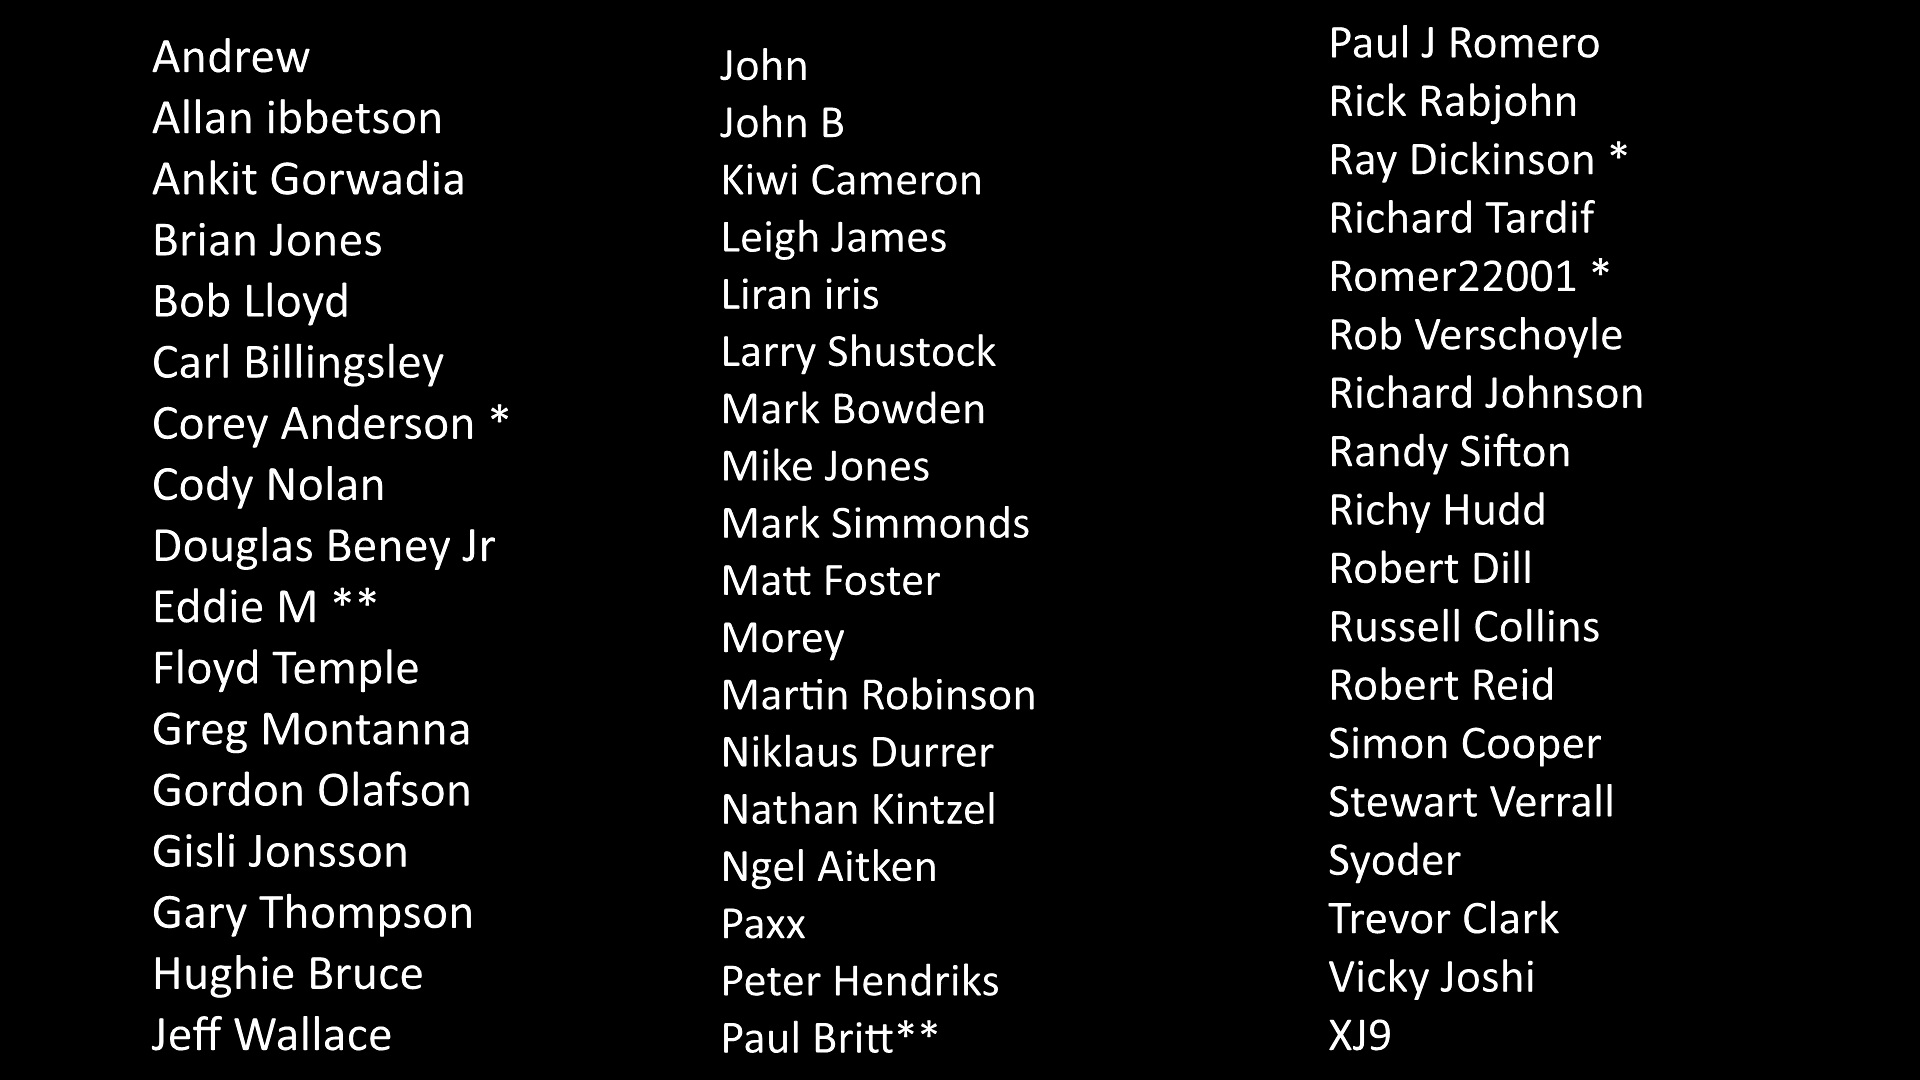 Andrew
Allan ibbetson
Ankit Gorwadia
Brian Jones
Bob Lloyd
Carl Billingsley
Corey Anderson *
Cody Nolan
Douglas Beney Jr
Eddie M **
Floyd Temple
Greg Montanna
Gordon Olafson
Gisli Jonsson
Gary Thompson
Hughie Bruce
Jeff Wallace
John
John B
Kiwi Cameron
Leigh James
Liran iris
Larry Shustock
Mark Bowden
Mike Jones
Mark Simmonds
Matt Foster
Morey
Martin Robinson
Niklaus Durrer
Nathan Kintzel
Ngel Aitken
Paxx
Peter Hendriks
Paul Britt**
Paul J Romero
Rick Rabjohn
Ray Dickinson *
Richard Tardif
Romer22001 *
Rob Verschoyle
Richard Johnson
Randy Sifton
Richy Hudd
Robert Dill
Russell Collins
Robert Reid
Simon Cooper
Stewart Verrall
Syoder
Trevor Clark
Vicky Joshi
XJ9